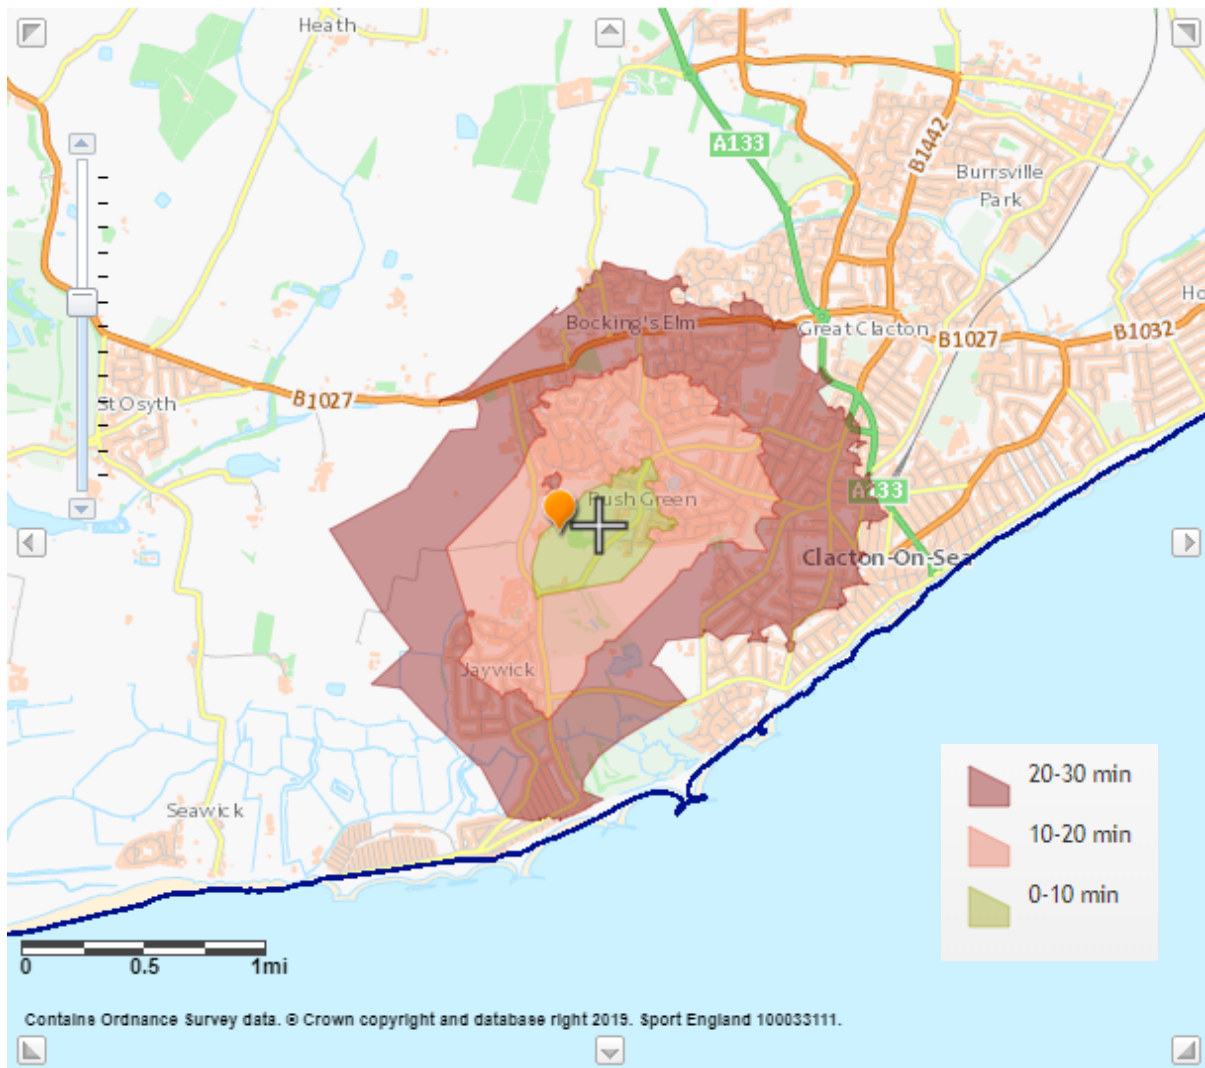 Heath
A133
B1442
Burrsville
Park
Ho
Bocking's Elm
Great Clacton
B1027
B1032
St Osyth
B1027
Rush Green
A133
Clacton-On-Sea
Jaywick
Seawick
20-30 min
10-20 min
0-10 min
0 0.5 1mi
Contains Ordnance Survey data. © Crown copyright and database right 2019. Sport England 100033111.